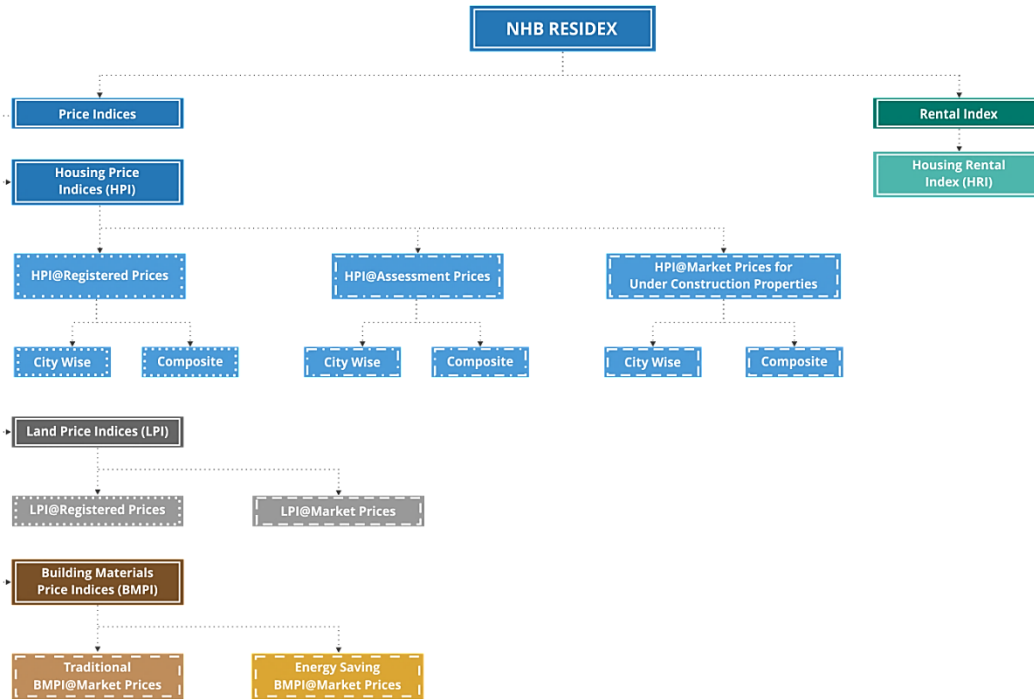 NHB RESIDEX
Price Indices
Rental Index
Housing Price
Indices (HPI)
Housing Rental
Index (HRI)
HPI@Registered Prices
HPI@Assessment Prices
HPI@Market Prices for
Under Construction Properties
City Wise
Composite
City Wise
Composite
City Wise
Composite
Land Price Indices (LPI)
LPI@Registered Prices
LPI@Market Prices
Building Materials
Price Indices (BMPI)
Traditional
BMPI@Market Prices
Energy Saving
BMPI@Market Prices